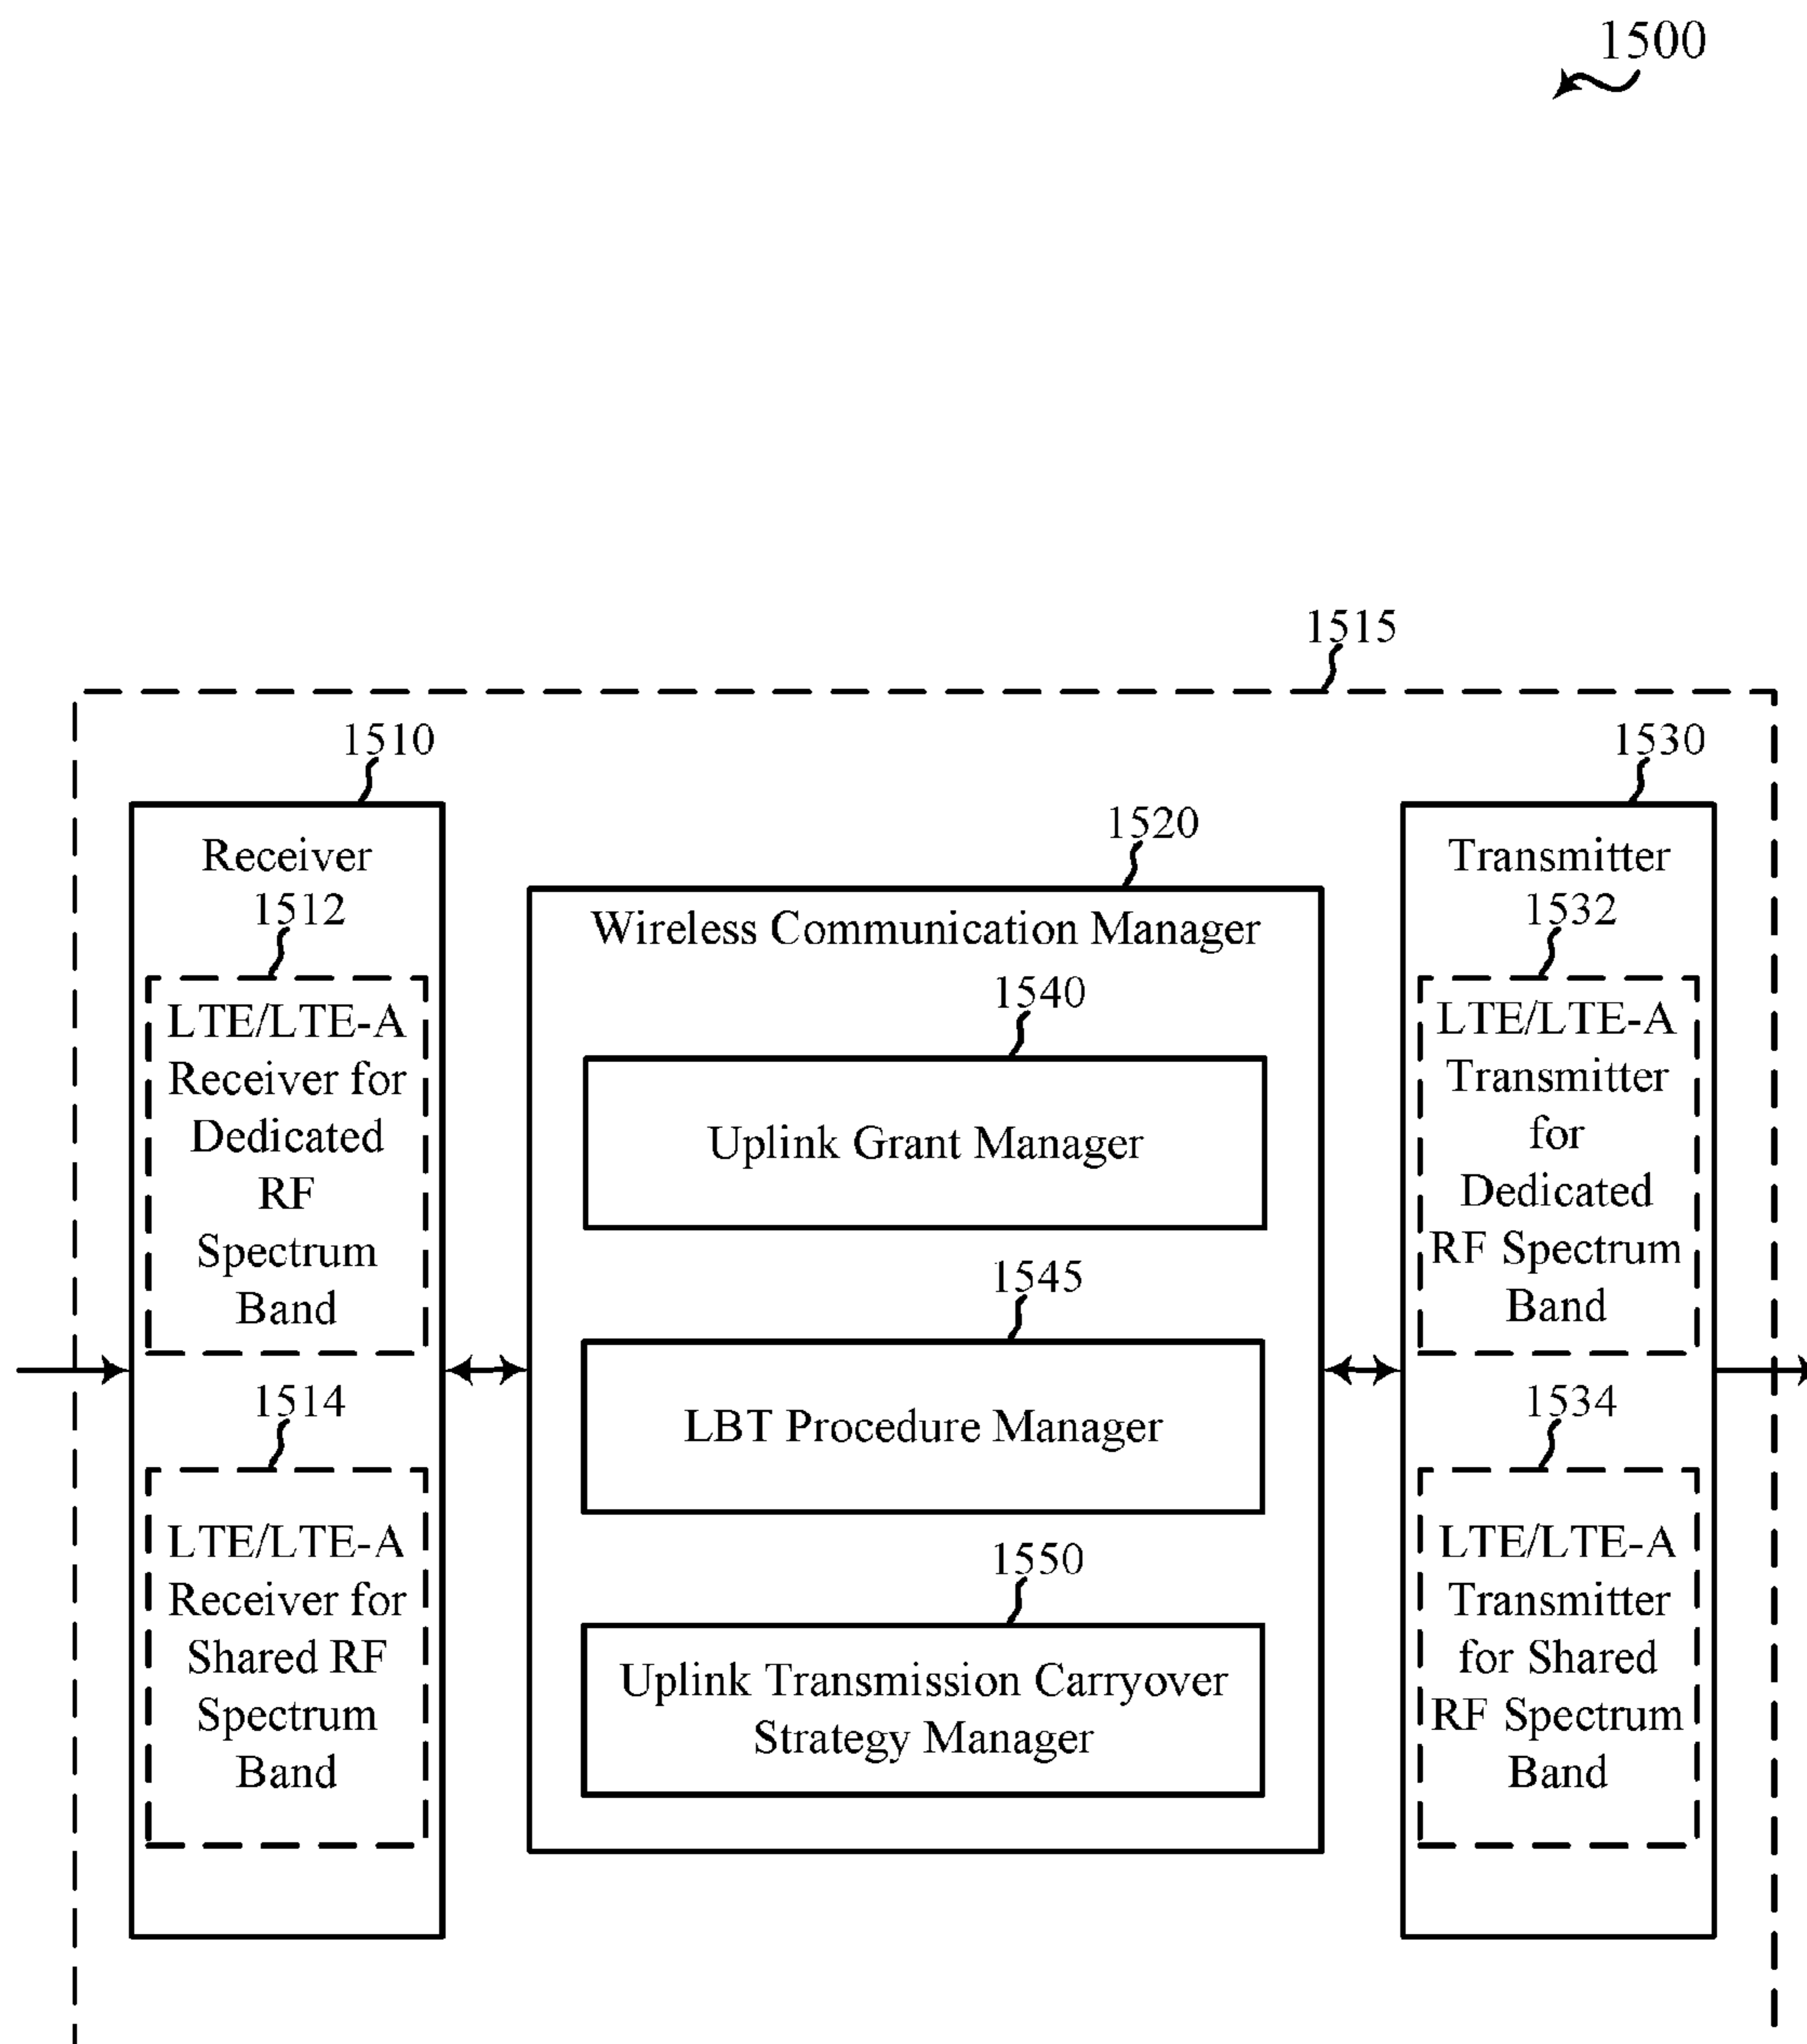 1500
1515
1510
Receiver
1512
LTE/LTE-A
Receiver for
Dedicated
RF
Spectrum
Band
1514
LTE/LTE-A
Receiver for
Shared RF
Spectrum
Band
1520
Wireless Communication Manager
1540
Uplink Grant Manager
1545
LBT Procedure Manager
1550
Uplink Transmission Carryover
Strategy Manager
1530
Transmitter
1532
LTE/LTE-A
Transmitter
for
Dedicated
RF Spectrum
Band
1534
LTE/LTE-A
Transmitter
for Shared
RF Spectrum
Band